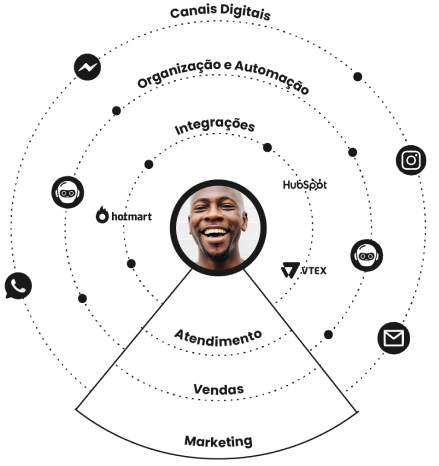 Canais Digitais
Organização e Automação
Integrações
HubSpot
hotmart
VTEX
Atendimento
Vendas
Marketing